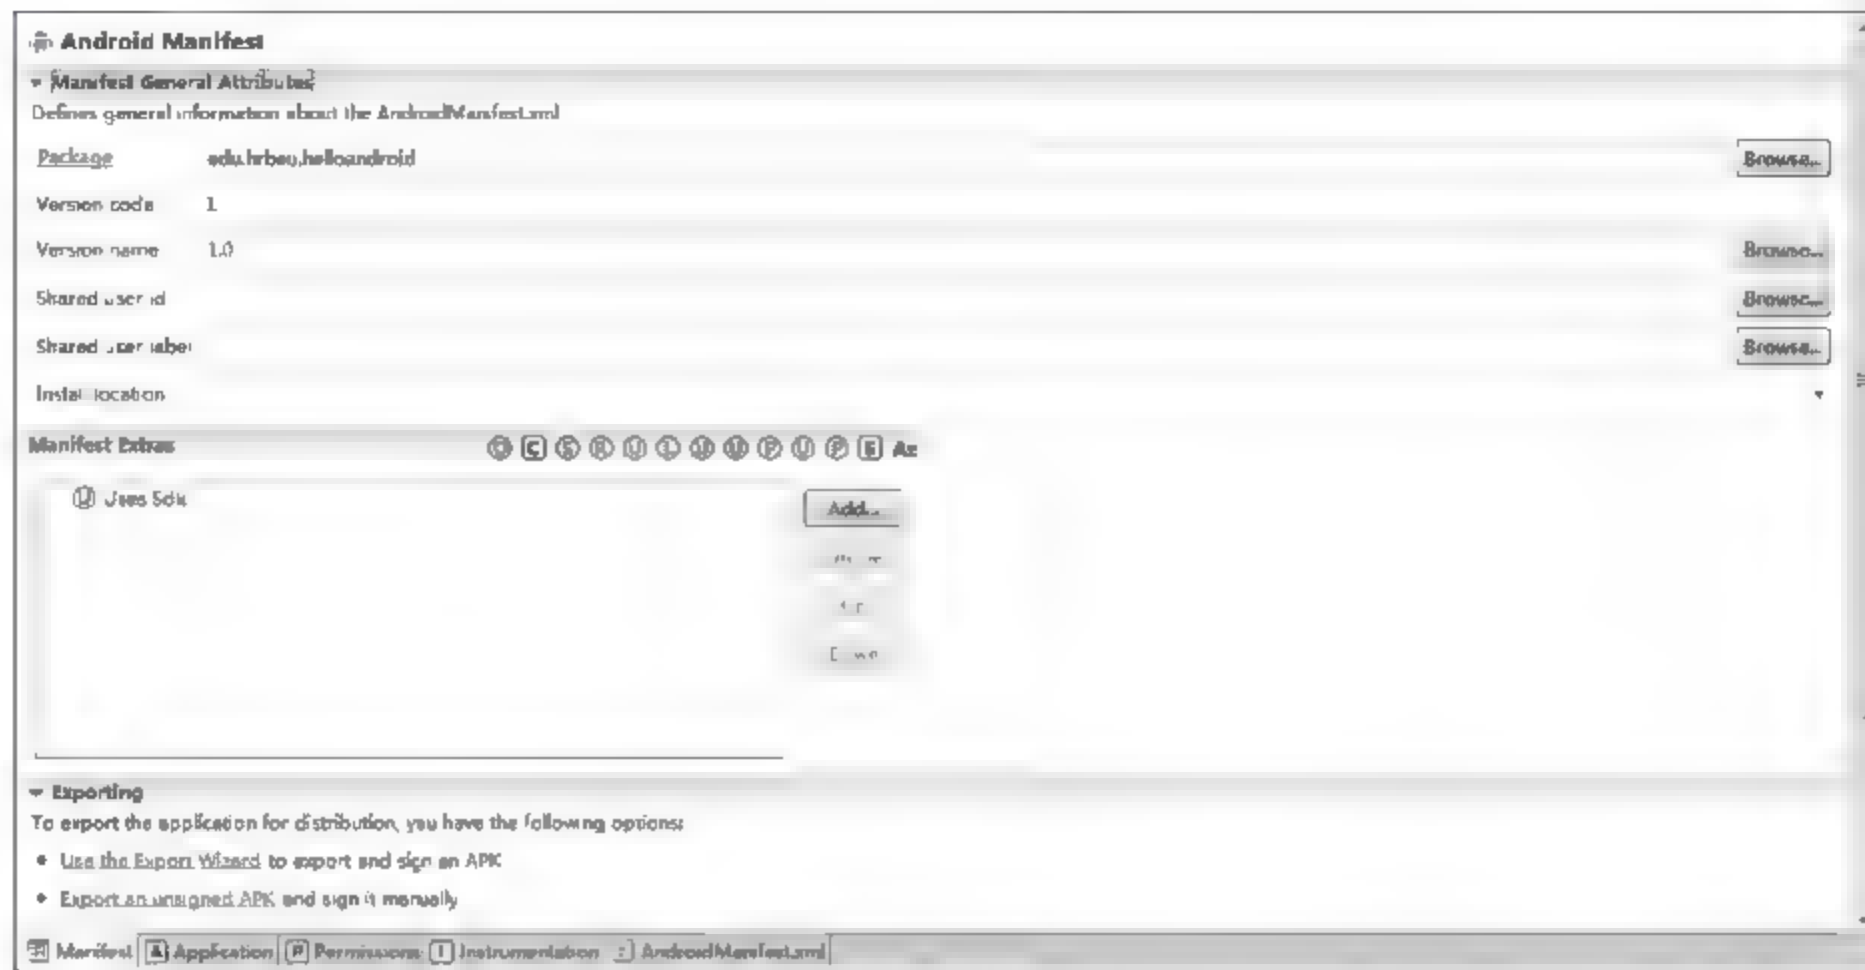 Android Manifest
Manifest General Attributes
Defines general information about the AndroidManifest.xml
Package edu.hrbeu.helloandroid Browse...
Version code 1
Version name 1.0 Browse...
Shared user id Browse...
Shared user label Browse...
Install location
Manifest Extras O C S R U I U U P U P E Az
U Uses Sdk
Add...
Down
Exporting
To export the application for distribution, you have the following options:
Use the Export Wizard to export and sign an APK
Export an unsigned APK and sign it manually
Manifest A Application P Permissions I Instrumentation AndroidManifest.xml